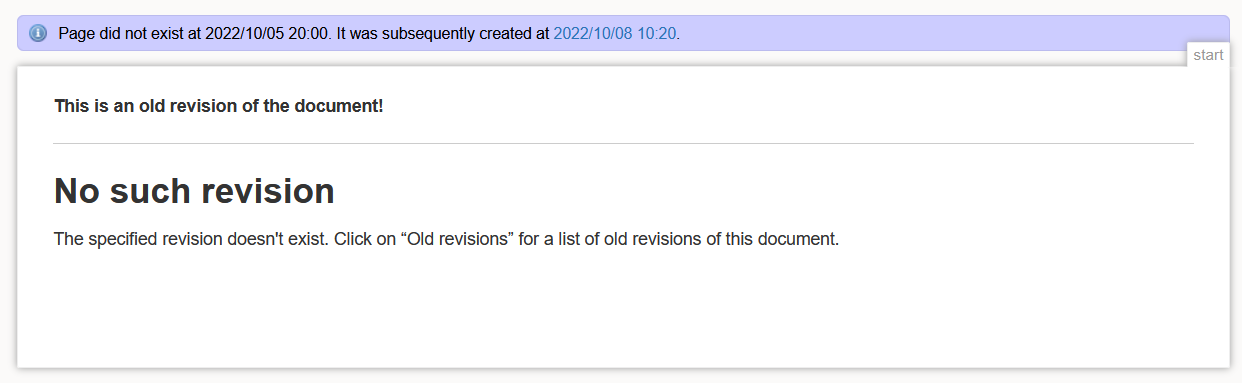 Page did not exist at 2022/10/05 20:00. It was subsequently created at 2022/10/08 10:20.
start
This is an old revision of the document!
No such revision
The specified revision doesn't exist. Click on “Old revisions” for a list of old revisions of this document.